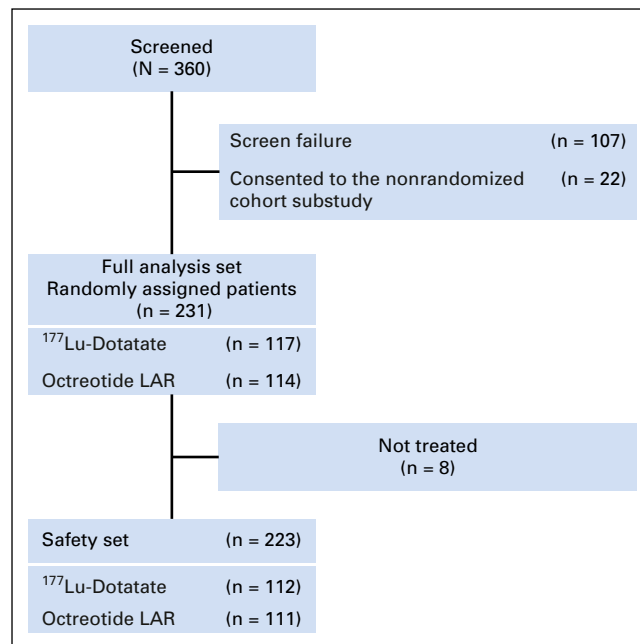 Screened
(N = 360)
Screen failure (n = 107)
Consented to the nonrandomized (n = 22)
cohort substudy
Full analysis set
Randomly assigned patients
(n = 231)
¹⁷⁷Lu-Dotatate (n = 117)
Octreotide LAR (n = 114)
Not treated
(n = 8)
Safety set (n = 223)
¹⁷⁷Lu-Dotatate (n = 112)
Octreotide LAR (n = 111)